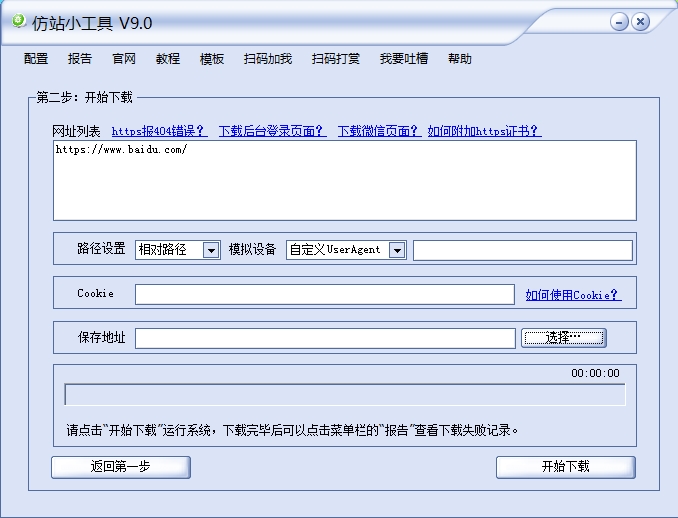 仿站小工具 V9.0
配置 报告 官网 教程 模板 扫码加我 扫码打赏 我要吐槽 帮助
第二步：开始下载
网址列表 https报404错误？ 下载后台登录页面？ 下载微信页面？ 如何附加https证书？
https://www.baidu.com/
路径设置 相对路径 模拟设备 自定义UserAgent
Cookie 如何使用Cookie？
保存地址 选择…
00:00:00
请点击“开始下载”运行系统，下载完毕后可以点击菜单栏的“报告”查看下载失败记录。
返回第一步 开始下载